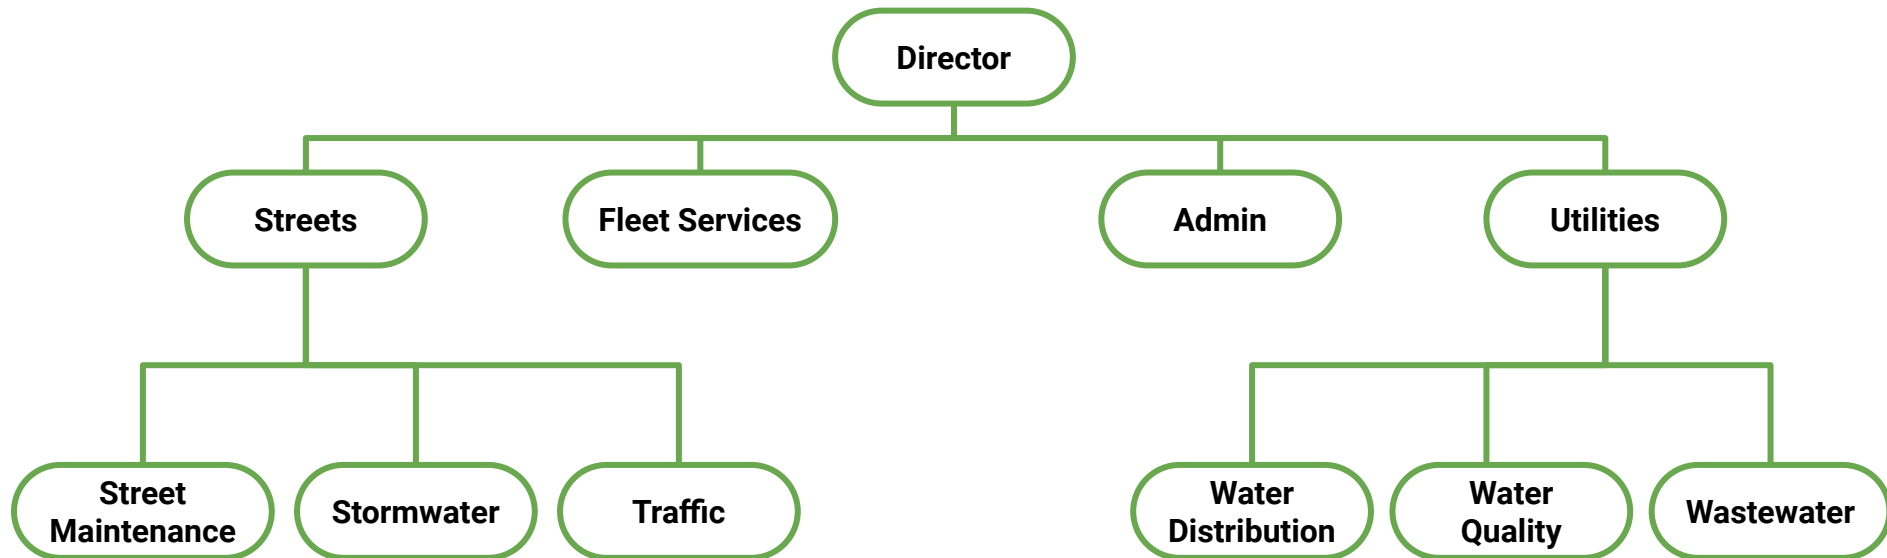 Director
Streets
Fleet Services
Admin
Utilities
Street
Maintenance
Stormwater
Traffic
Water
Distribution
Water
Quality
Wastewater